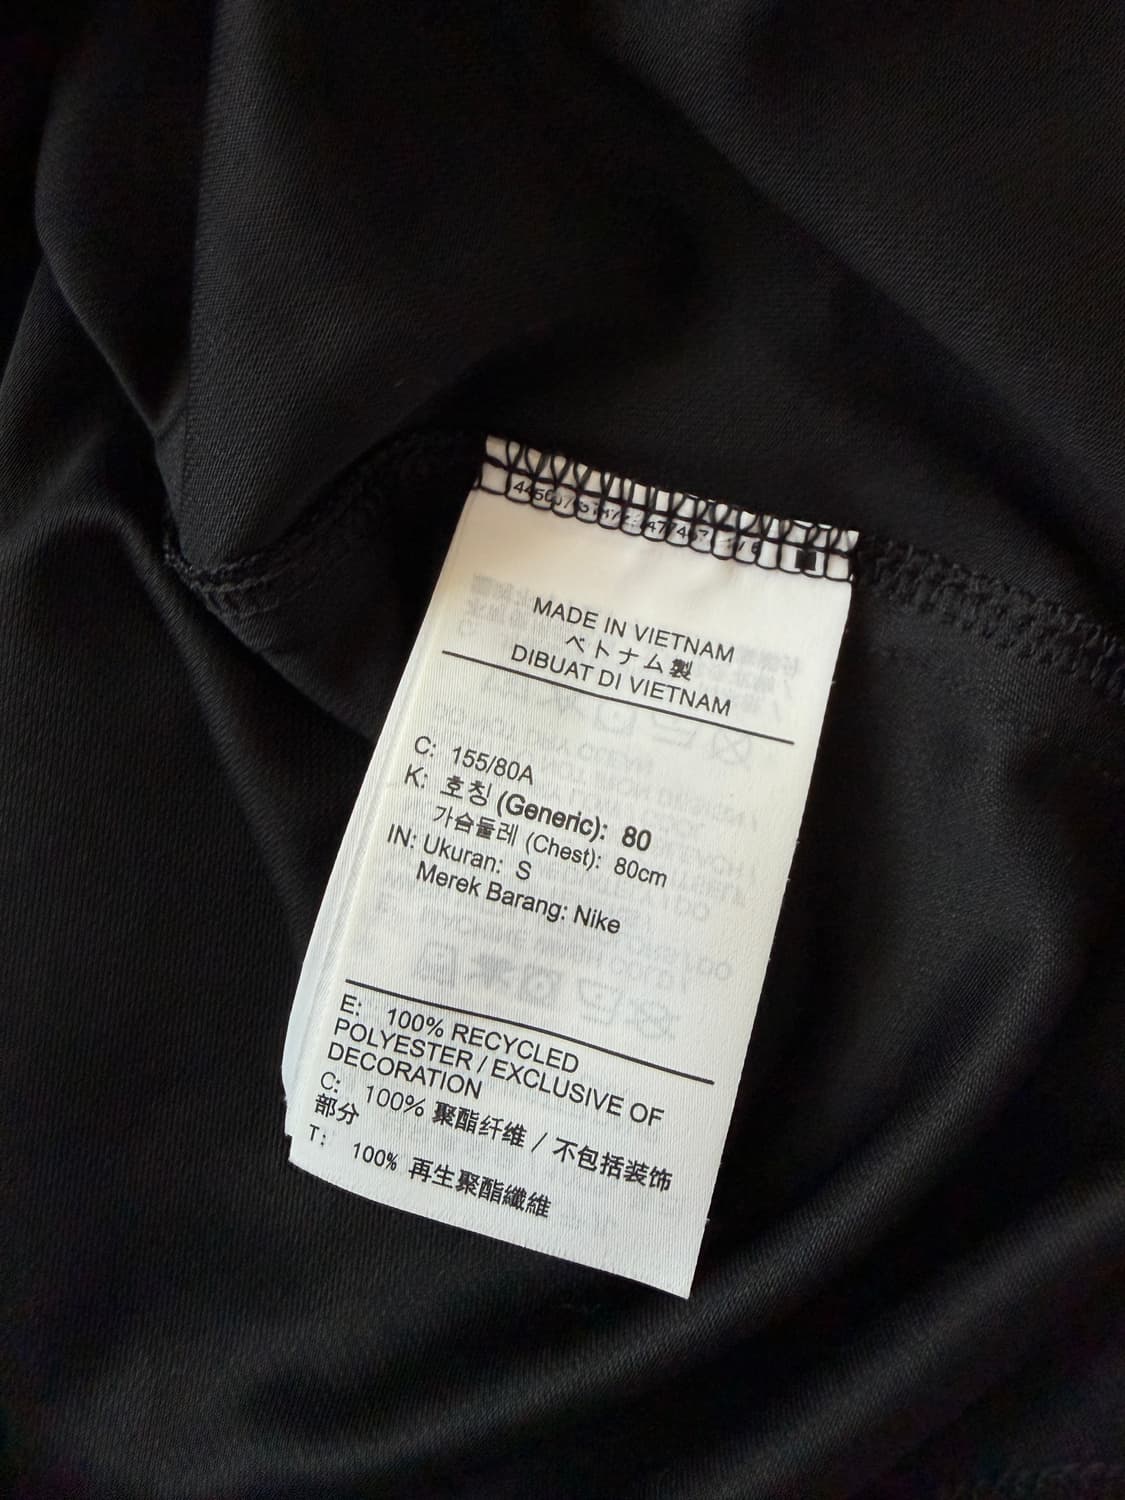 MADE IN VIETNAM
ベトナム製
DIBUAT DI VIETNAM
C: 155/80A
K: 호칭 (Generic): 80
가슴둘레 (Chest): 80cm
IN: Ukuran: S
Merek Barang: Nike
E: 100% RECYCLED
POLYESTER / EXCLUSIVE OF
DECORATION
C: 100% 聚酯纤维 / 不包括装饰
部分
T: 100% 再生聚酯纖維